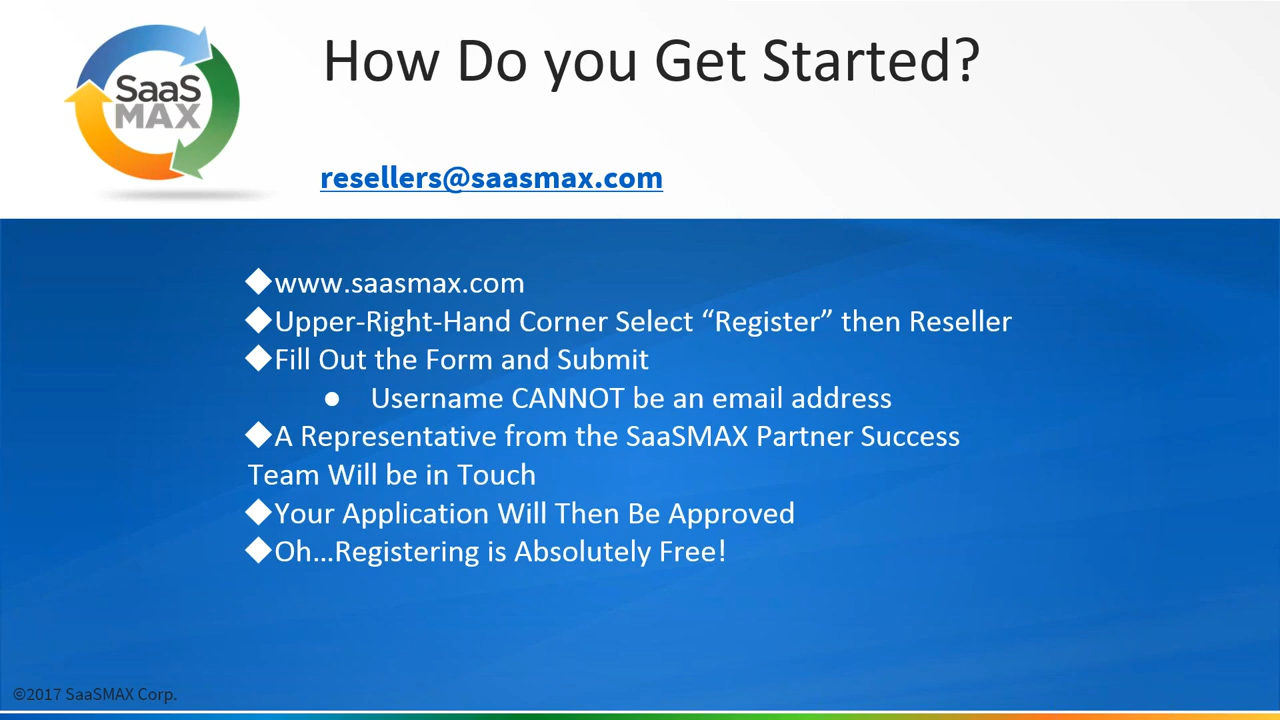 SaaS
MAX
How Do you Get Started?
resellers@saasmax.com
◆www.saasmax.com
◆Upper-Right-Hand Corner Select “Register” then Reseller
◆Fill Out the Form and Submit
● Username CANNOT be an email address
◆A Representative from the SaaSMAX Partner Success
Team Will be in Touch
◆Your Application Will Then Be Approved
◆Oh…Registering is Absolutely Free!
©2017 SaaSMAX Corp.